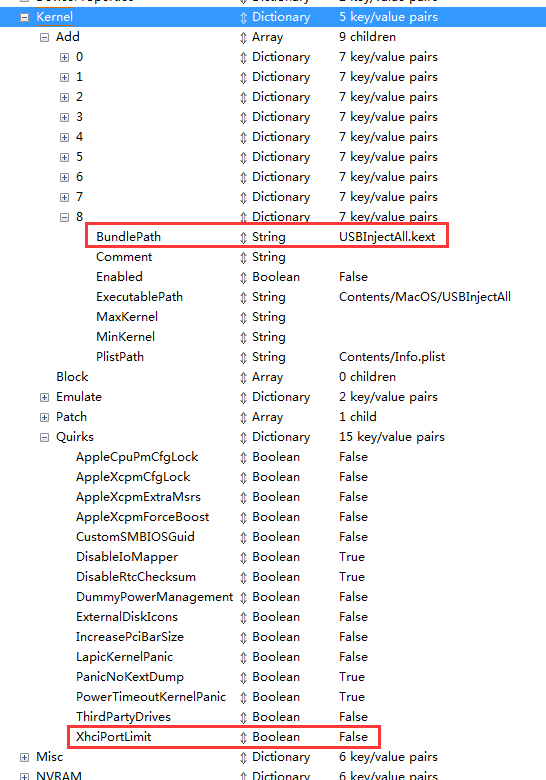 Kernel Dictionary 5 key/value pairs
Add Array 9 children
0 Dictionary 7 key/value pairs
1 Dictionary 7 key/value pairs
2 Dictionary 7 key/value pairs
3 Dictionary 7 key/value pairs
4 Dictionary 7 key/value pairs
5 Dictionary 7 key/value pairs
6 Dictionary 7 key/value pairs
7 Dictionary 7 key/value pairs
8 Dictionary 7 key/value pairs
BundlePath String USBInjectAll.kext
Comment String
Enabled Boolean False
ExecutablePath String Contents/MacOS/USBInjectAll
MaxKernel String
MinKernel String
PlistPath String Contents/Info.plist
Block Array 0 children
Emulate Dictionary 2 key/value pairs
Patch Array 1 child
Quirks Dictionary 15 key/value pairs
AppleCpuPmCfgLock Boolean False
AppleXcpmCfgLock Boolean False
AppleXcpmExtraMsrs Boolean False
AppleXcpmForceBoost Boolean False
CustomSMBIOSGuid Boolean False
DisableIoMapper Boolean True
DisableRtcChecksum Boolean True
DummyPowerManagement Boolean False
ExternalDiskIcons Boolean False
IncreasePciBarSize Boolean False
LapicKernelPanic Boolean False
PanicNoKextDump Boolean True
PowerTimeoutKernelPanic Boolean True
ThirdPartyDrives Boolean False
XhciPortLimit Boolean False
Misc Dictionary 6 key/value pairs
NVRAM Dictionary 6 key/value pairs